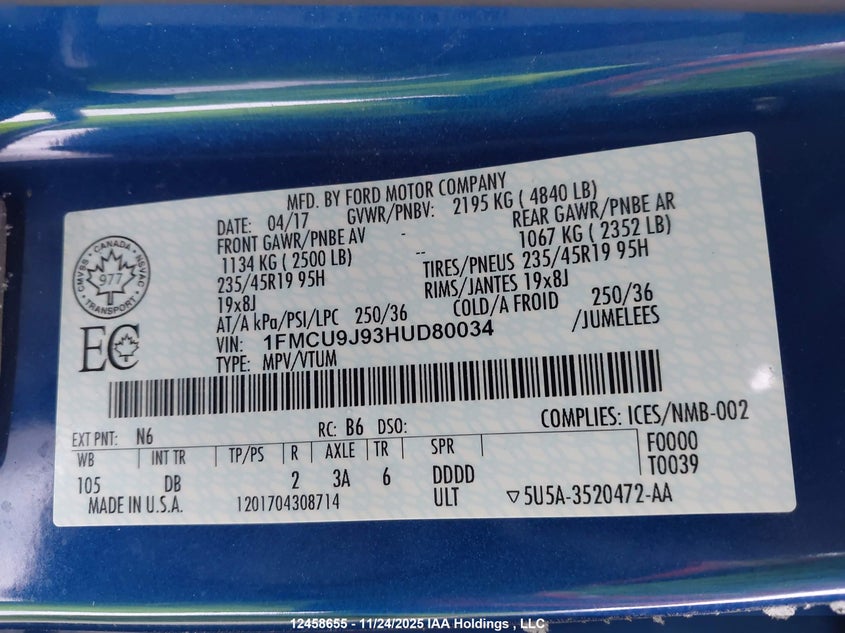 MFD. BY FORD MOTOR COMPANY
DATE: 04/17 GVWR/PNBV: 2195 KG ( 4840 LB)
FRONT GAWR/PNBE AV - REAR GAWR/PNBE AR
1134 KG ( 2500 LB) -- 1067 KG ( 2352 LB)
235/45R19 95H TIRES/PNEUS 235/45R19 95H
19x8J RIMS/JANTES 19x8J
AT/A kPa/PSI/LPC 250/36 COLD/A FROID 250/36
VIN: 1FMCU9J93HUD80034 /JUMELEES
TYPE: MPV/VTUM
CANADA
CMVSS NSVAC
977
TRANSPORT
EC
EXT PNT: N6 RC: B6 DSO: COMPLIES: ICES/NMB-002
WB INT TR TP/PS R AXLE TR SPR F0000
105 DB 2 3A 6 DDDD T0039
MADE IN U.S.A. 1201704308714 ULT ▽5U5A-3520472-AA
12458655 - 11/24/2025 IAA Holdings , LLC